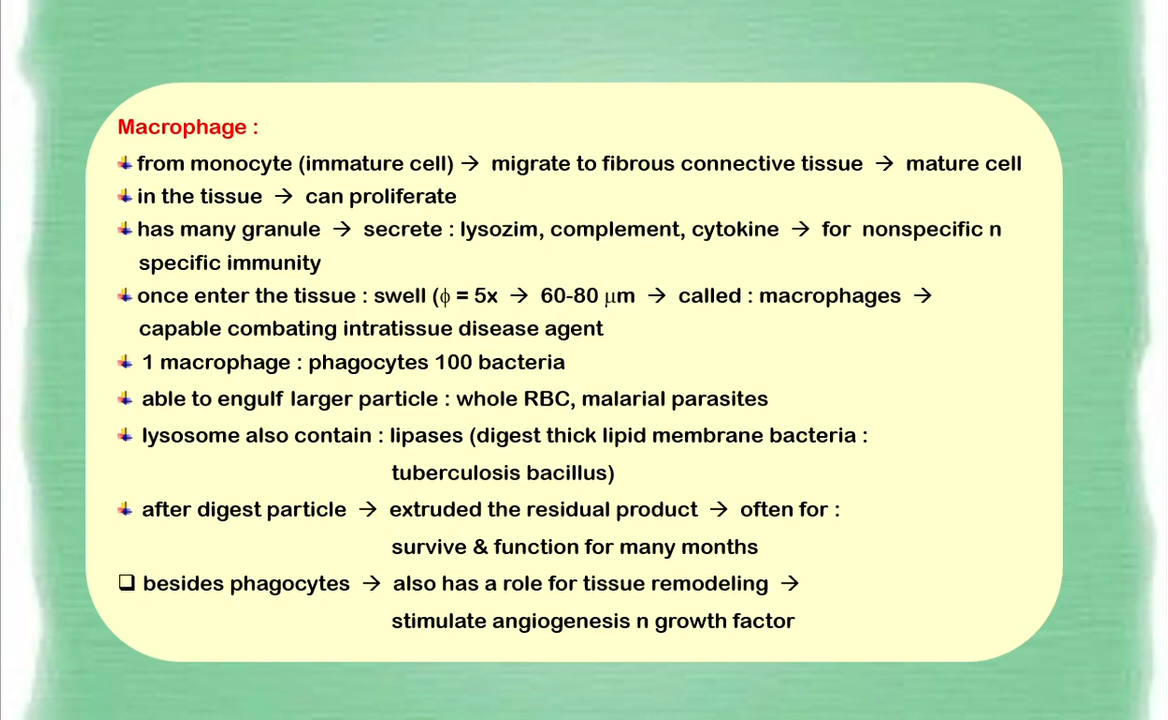 Macrophage :
from monocyte (immature cell) → migrate to fibrous connective tissue → mature cell
in the tissue → can proliferate
has many granule → secrete : lysozim, complement, cytokine → for nonspecific n
specific immunity
once enter the tissue : swell (ϕ = 5x → 60-80 μm → called : macrophages →
capable combating intratissue disease agent
1 macrophage : phagocytes 100 bacteria
able to engulf larger particle : whole RBC, malarial parasites
lysosome also contain : lipases (digest thick lipid membrane bacteria :
tuberculosis bacillus)
after digest particle → extruded the residual product → often for :
survive & function for many months
❑ besides phagocytes → also has a role for tissue remodeling →
stimulate angiogenesis n growth factor